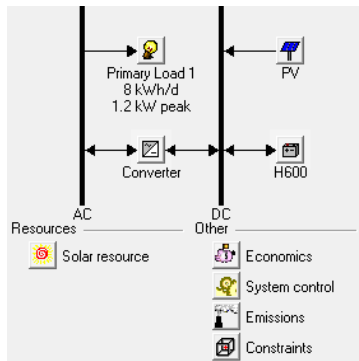 Primary Load 1
8 kWh/d
1.2 kW peak
PV
Converter
H600
AC
DC
Resources
Other
Solar resource
Economics
System control
Emissions
Constraints